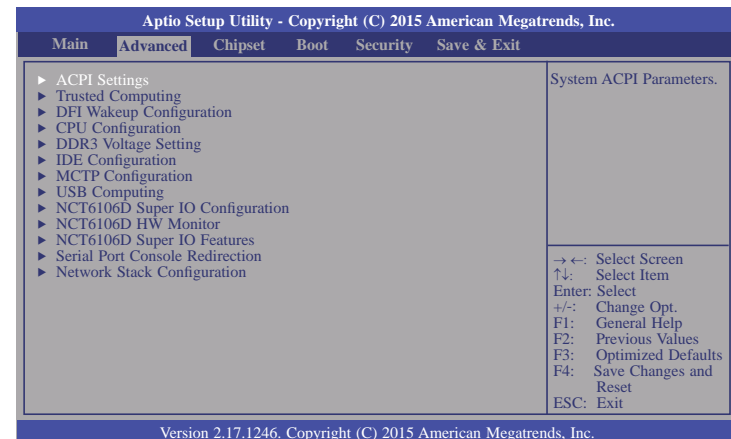 Aptio Setup Utility - Copyright (C) 2015 American Megatrends, Inc.
Main Advanced Chipset Boot Security Save & Exit
► ACPI Settings
► Trusted Computing
► DFI Wakeup Configuration
► CPU Configuration
► DDR3 Voltage Setting
► IDE Configuration
► MCTP Configuration
► USB Computing
► NCT6106D Super IO Configuration
► NCT6106D HW Monitor
► NCT6106D Super IO Features
► Serial Port Console Redirection
► Network Stack Configuration
System ACPI Parameters.
→←: Select Screen
↑↓: Select Item
Enter: Select
+/-: Change Opt.
F1: General Help
F2: Previous Values
F3: Optimized Defaults
F4: Save Changes and
Reset
ESC: Exit
Version 2.17.1246. Copyright (C) 2015 American Megatrends, Inc.